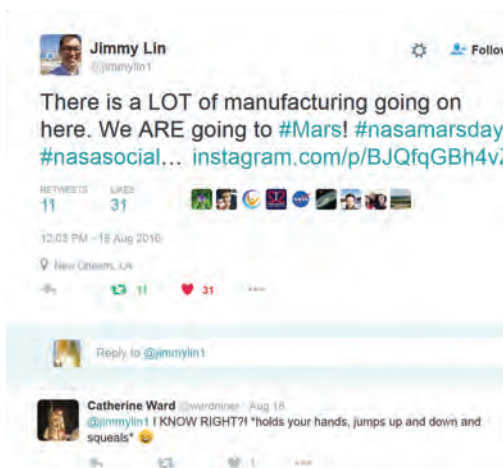 Jimmy Lin
@jimmylin1
Follow
There is a LOT of manufacturing going on
here. We ARE going to #Mars! #nasamarsday
#nasasocial… instagram.com/p/BJQfqGBh4vZ
RETWEETS LIKES
11 31
12:03 PM - 18 Aug 2016
New Orleans, LA
11 31
Reply to @jimmylin1
Catherine Ward @wardniner Aug 18
@jimmylin1 I KNOW RIGHT?! *holds your hands, jumps up and down and
squeals* 😄
1